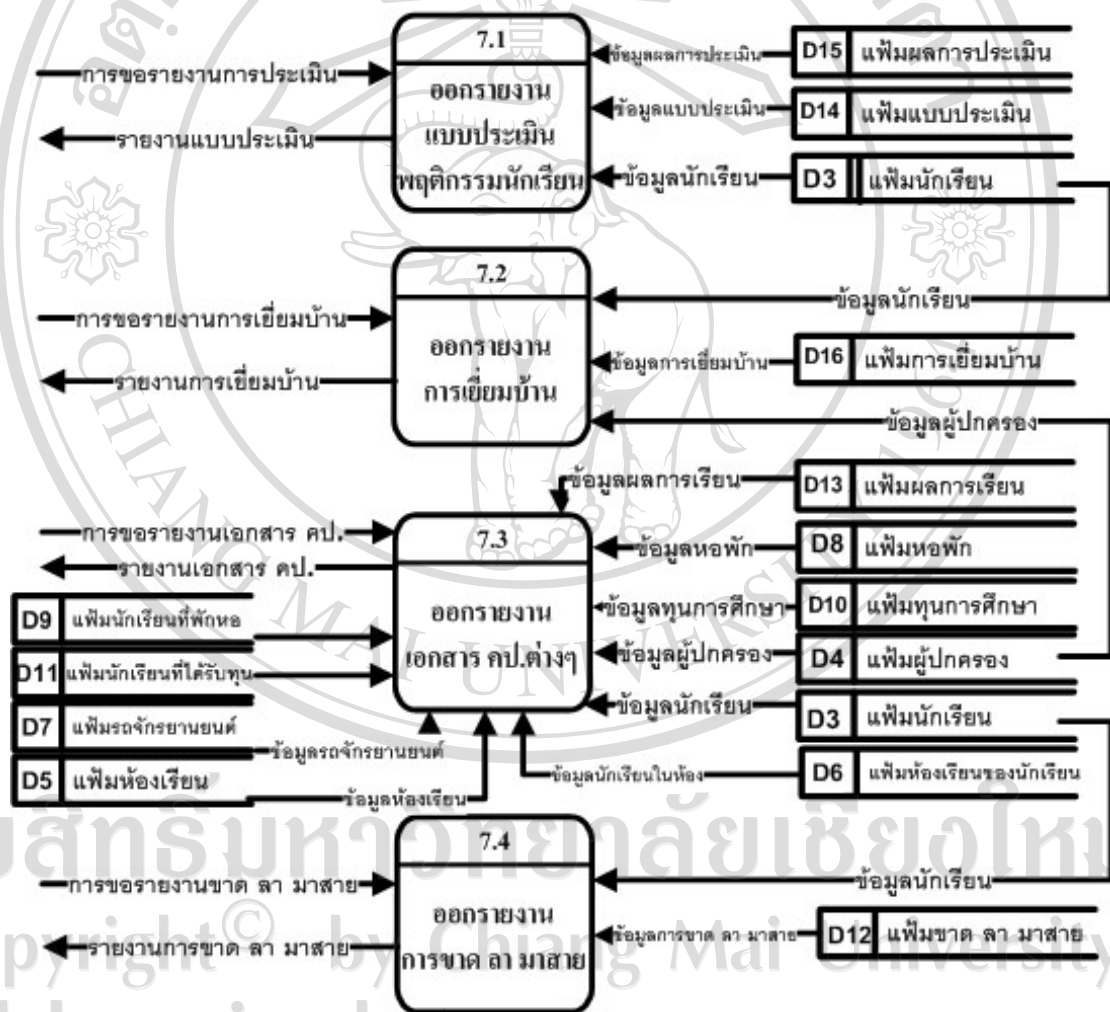 7.1
ออกรายงาน
แบบประเมิน
พฤติกรรมนักเรียน
การขอรายงานการประเมิน
รายงานแบบประเมิน
ข้อมูลผลการประเมิน
D15 แฟ้มผลการประเมิน
ข้อมูลแบบประเมิน
D14 แฟ้มแบบประเมิน
ข้อมูลนักเรียน
D3 แฟ้มนักเรียน
7.2
ออกรายงาน
การเยี่ยมบ้าน
การขอรายงานการเยี่ยมบ้าน
รายงานการเยี่ยมบ้าน
ข้อมูลนักเรียน
ข้อมูลการเยี่ยมบ้าน
D16 แฟ้มการเยี่ยมบ้าน
ข้อมูลผู้ปกครอง
7.3
ออกรายงาน
เอกสาร คป.ต่างๆ
การขอรายงานเอกสาร คป.
รายงานเอกสาร คป.
D9 แฟ้มนักเรียนที่พักหอ
D11 แฟ้มนักเรียนที่ได้รับทุน
D7 แฟ้มรถจักรยานยนต์
ข้อมูลรถจักรยานยนต์
D5 แฟ้มห้องเรียน
ข้อมูลห้องเรียน
ข้อมูลผลการเรียน
D13 แฟ้มผลการเรียน
ข้อมูลหอพัก
D8 แฟ้มหอพัก
ข้อมูลทุนการศึกษา
D10 แฟ้มทุนการศึกษา
ข้อมูลผู้ปกครอง
D4 แฟ้มผู้ปกครอง
ข้อมูลนักเรียน
D3 แฟ้มนักเรียน
ข้อมูลนักเรียนในห้อง
D6 แฟ้มห้องเรียนของนักเรียน
7.4
ออกรายงาน
การขาด ลา มาสาย
การขอรายงานขาด ลา มาสาย
รายงานการขาด ลา มาสาย
ข้อมูลนักเรียน
ข้อมูลการขาด ลา มาสาย
D12 แฟ้มขาด ลา มาสาย
CHIANG MAI UNIVERSITY 1964
มหาวิทยาลัยเชียงใหม
pyright© by Chiang Mai University